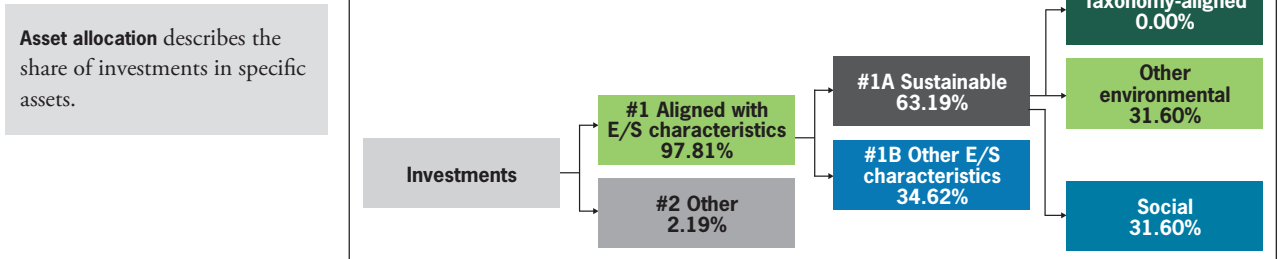 Asset allocation describes the
share of investments in specific
assets.
Investments
#1 Aligned with
E/S characteristics
97.81%
#2 Other
2.19%
#1A Sustainable
63.19%
#1B Other E/S
characteristics
34.62%
Taxonomy-aligned
0.00%
Other
environmental
31.60%
Social
31.60%